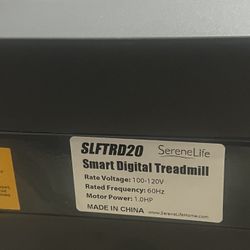 SLFTRD20 SereneLife
Smart Digital Treadmill
Rate Voltage: 100-120V
Rated Frequency: 60Hz
Motor Power: 1.0HP
MADE IN CHINA www.SereneLifeHome.com